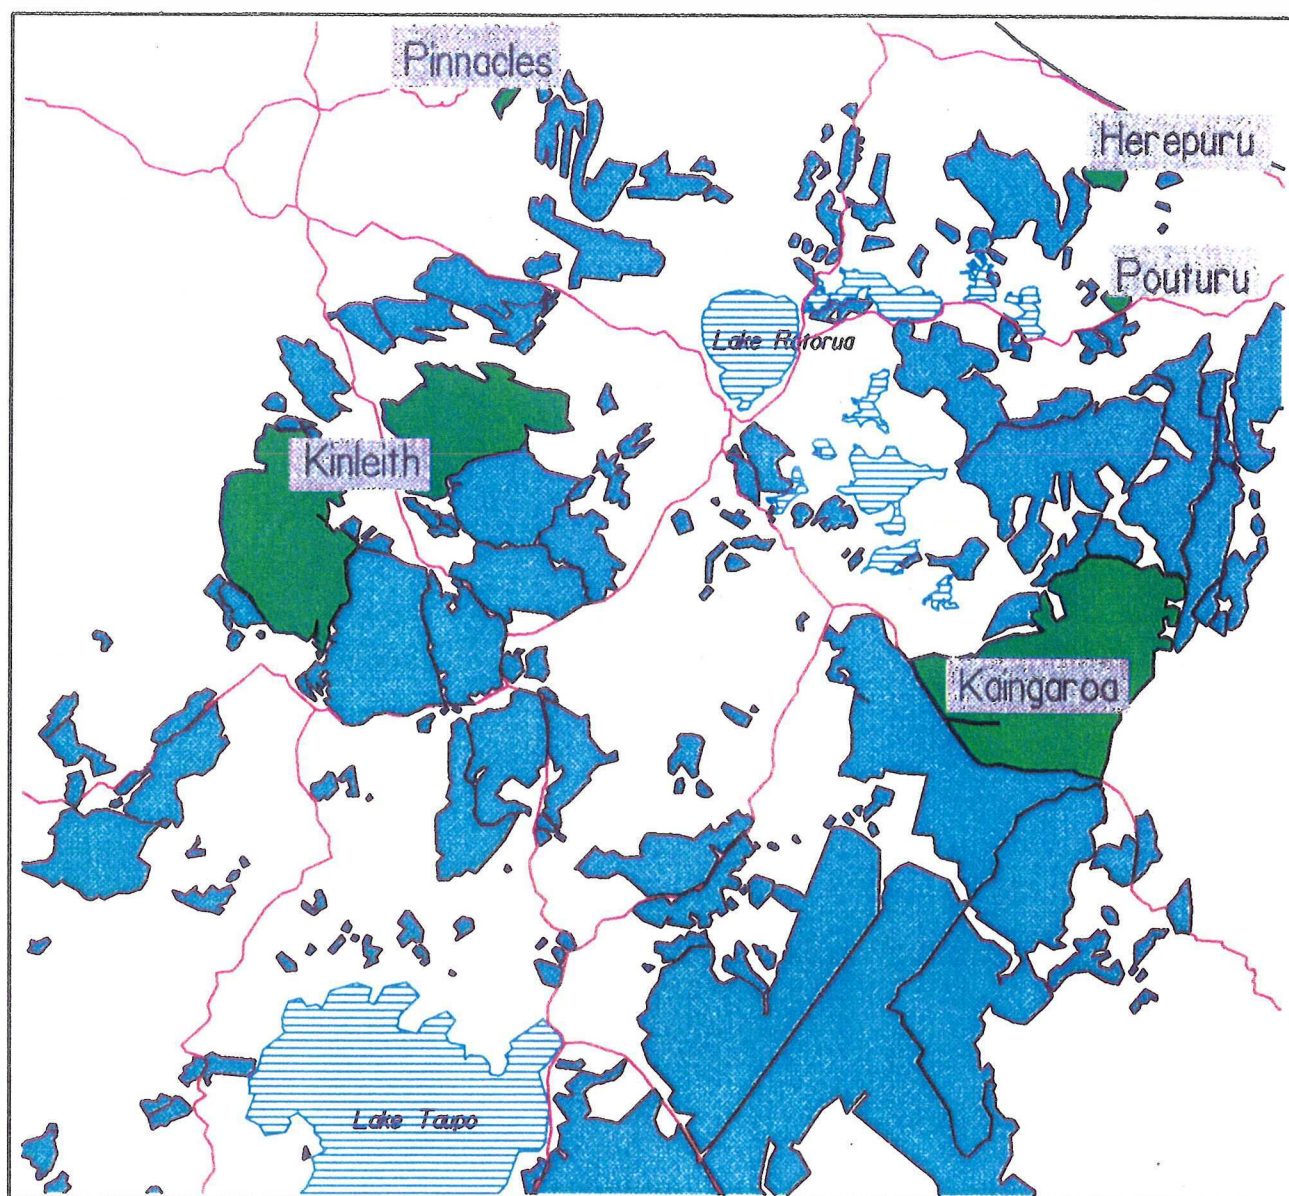 Pinnacles
Herepuru
Pouturu
Lake Rotorua
Kinleith
Kaingaroa
Lake Taupo